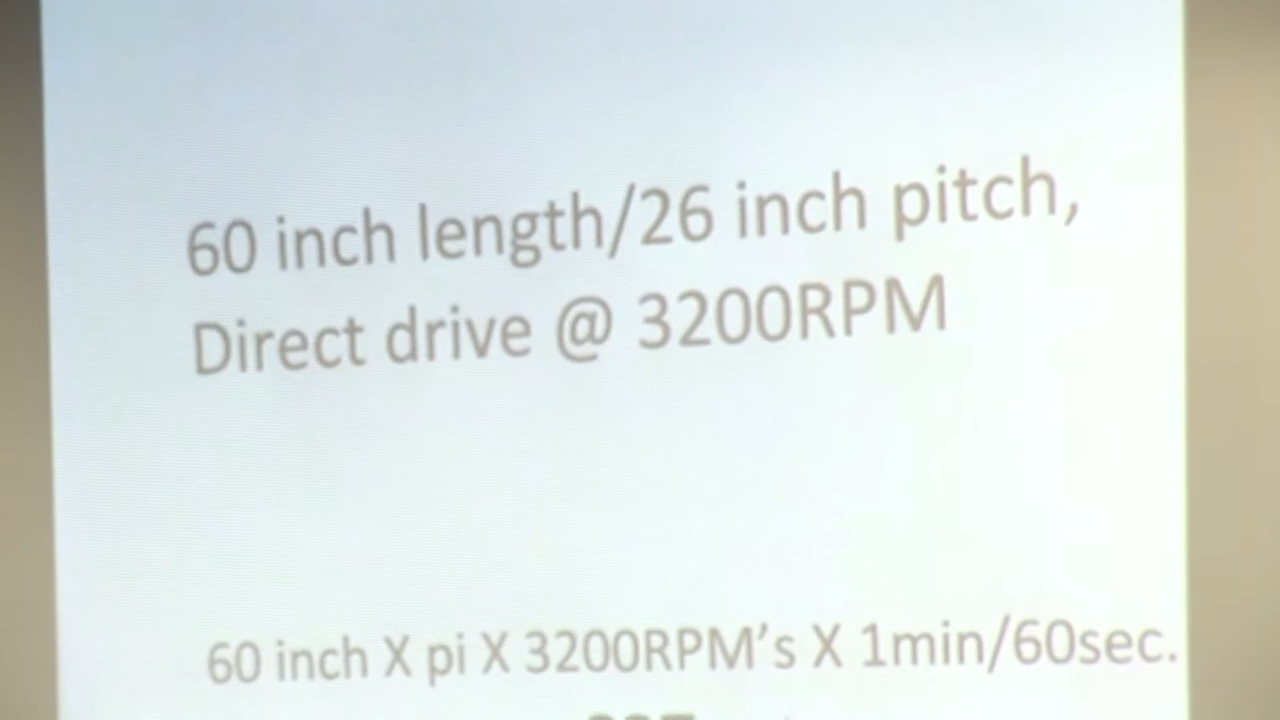 60 inch length/26 inch pitch,
Direct drive @ 3200RPM
60 inch X pi X 3200RPM’s X 1min/60sec.